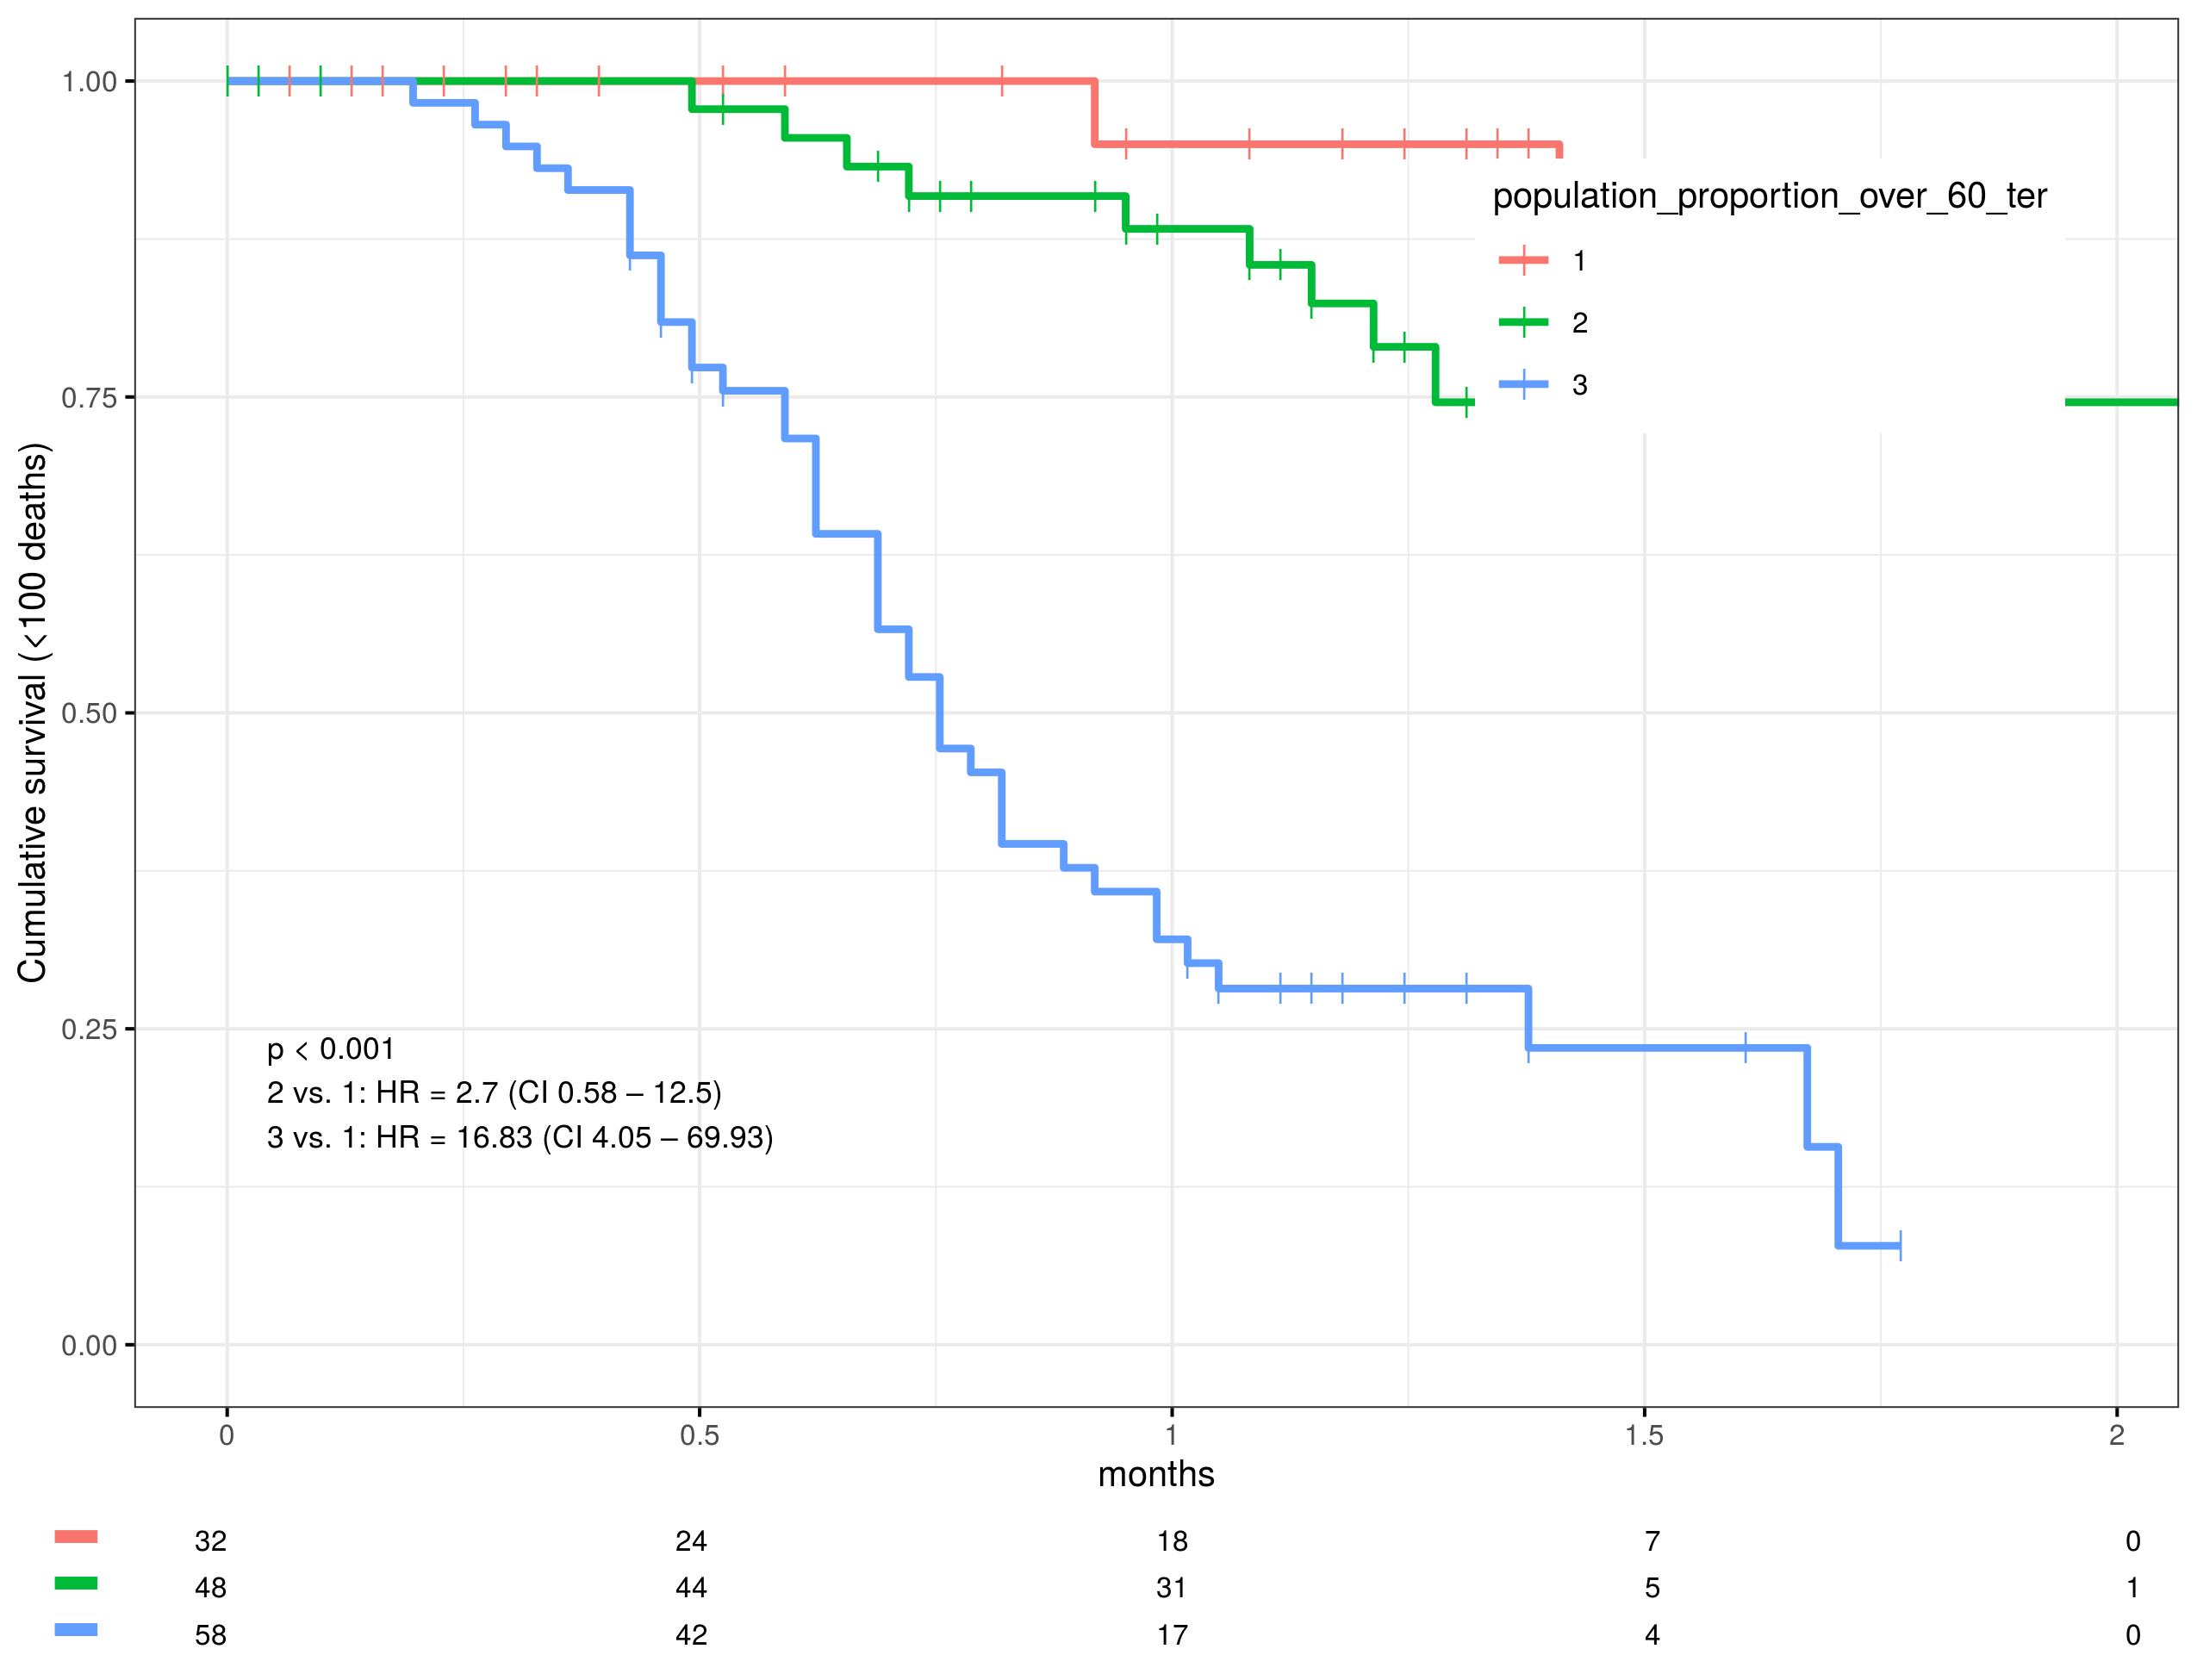 Cumulative survival (<100 deaths)
1.00
0.75
0.50
0.25
0.00
population_proportion_over_60_ter
1
2
3
p < 0.001
2 vs. 1: HR = 2.7 (CI 0.58 – 12.5)
3 vs. 1: HR = 16.83 (CI 4.05 – 69.93)
0 0.5 1 1.5 2
months
32 24 18 7 0
48 44 31 5 1
58 42 17 4 0